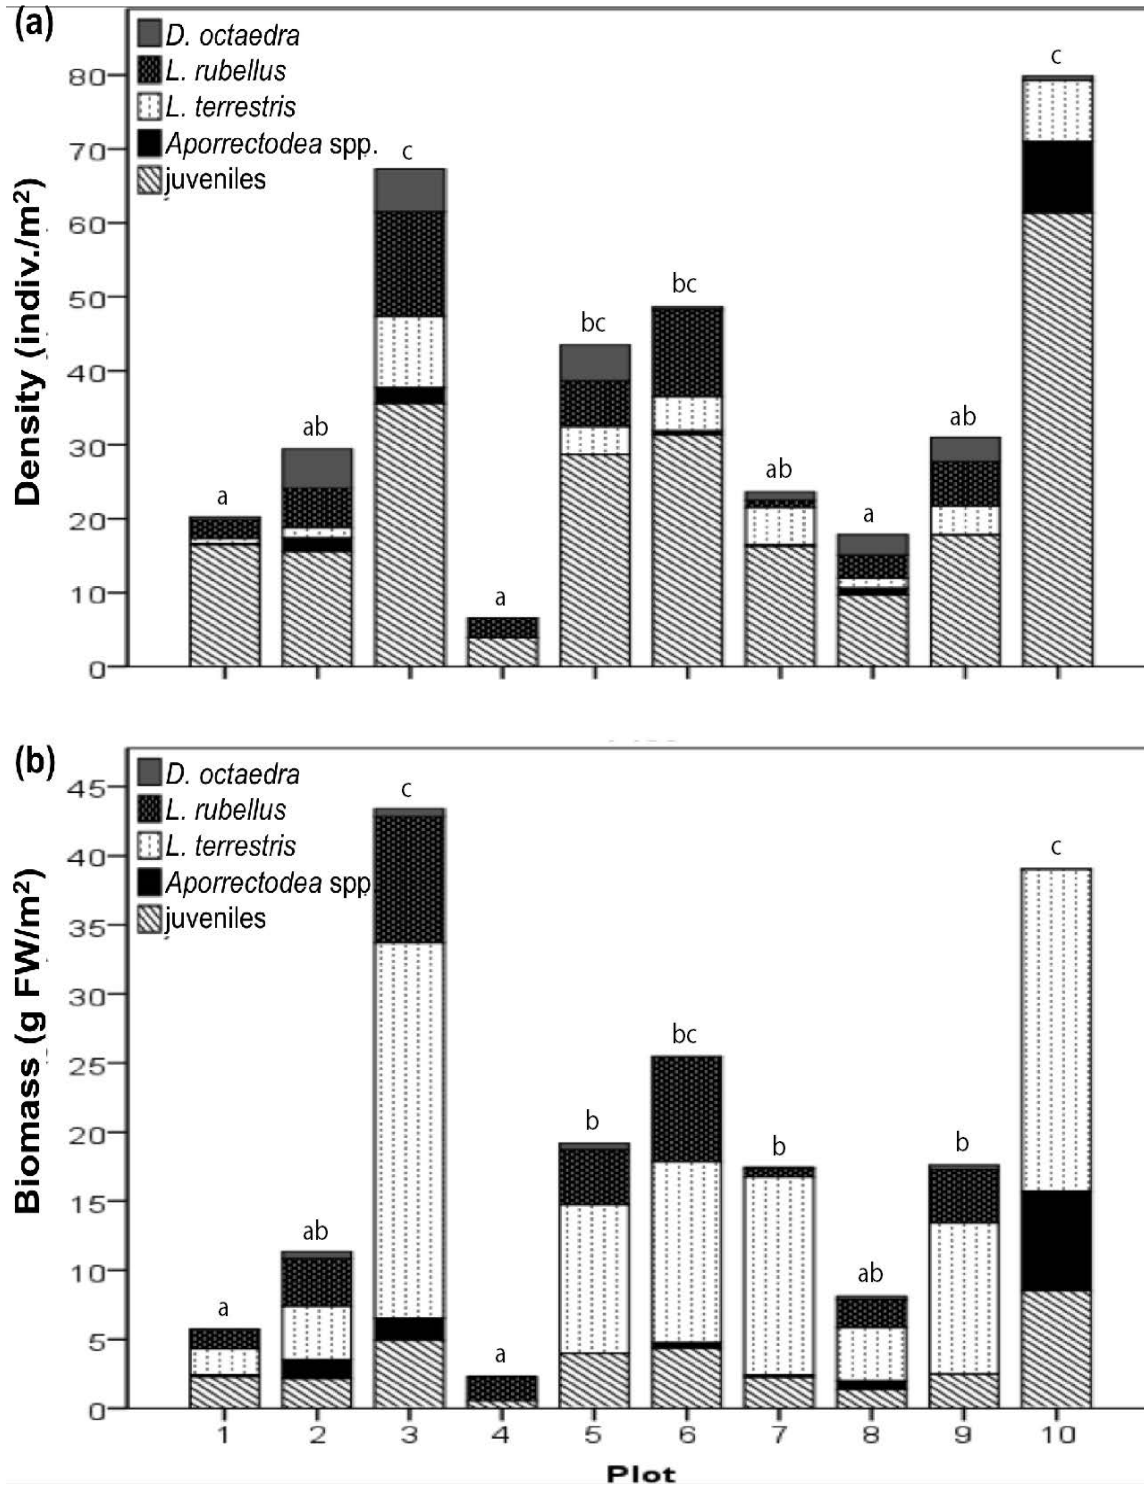 (a)
D. octaedra
L. rubellus
L. terrestris
Aporrectodea spp.
juveniles
Density (indiv./m²)
80
70
60
50
40
30
20
10
0
a
ab
c
a
bc
bc
ab
a
ab
c
(b)
D. octaedra
L. rubellus
L. terrestris
Aporrectodea spp
juveniles
Biomass (g FW/m²)
45
40
35
30
25
20
15
10
5
0
a
ab
c
a
b
bc
b
ab
b
c
1 2 3 4 5 6 7 8 9 10
Plot